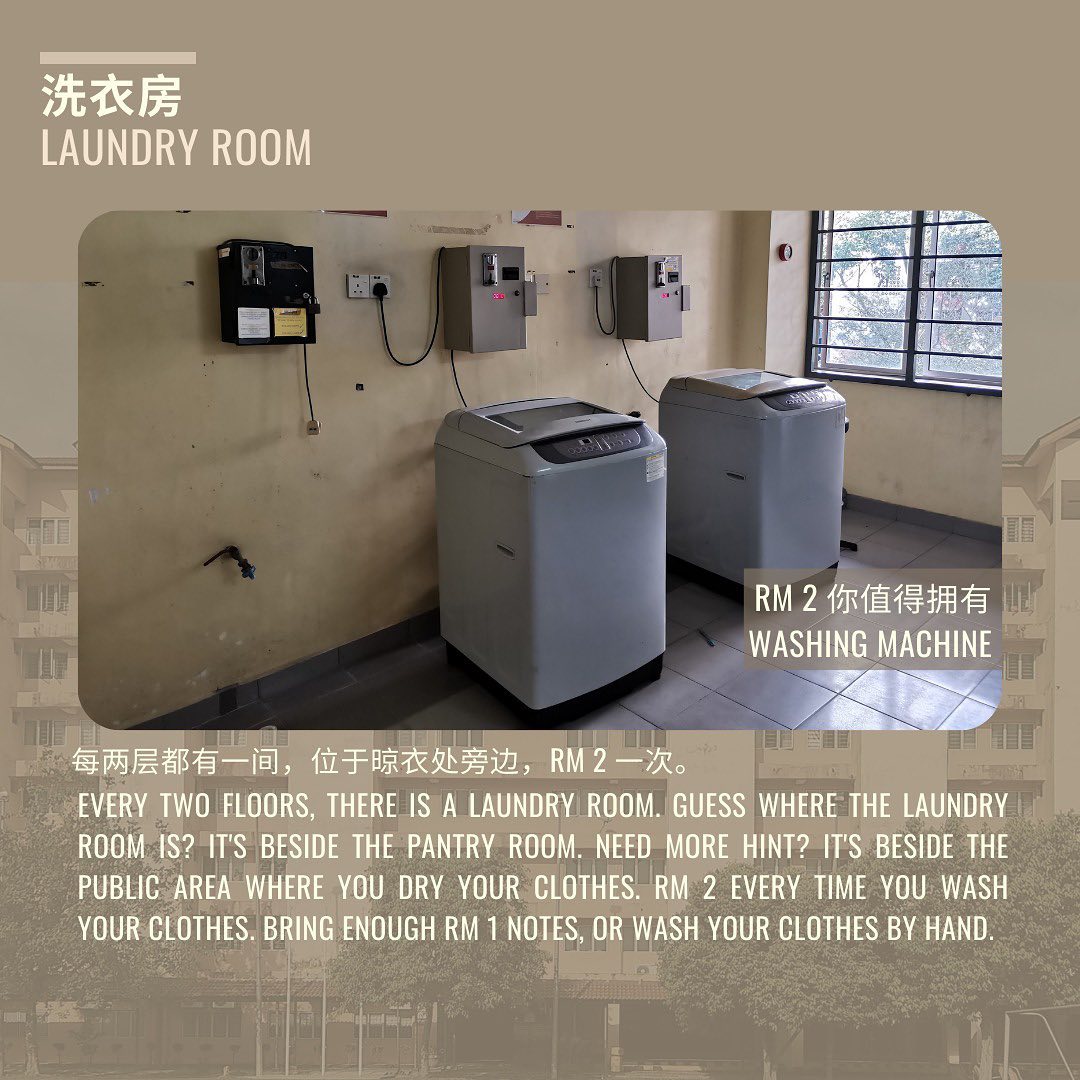 洗衣房
LAUNDRY ROOM
RM 2 你值得拥有
WASHING MACHINE
每两层都有一间，位于晾衣处旁边，RM 2 一次。
EVERY TWO FLOORS, THERE IS A LAUNDRY ROOM. GUESS WHERE THE LAUNDRY
ROOM IS? IT'S BESIDE THE PANTRY ROOM. NEED MORE HINT? IT'S BESIDE THE
PUBLIC AREA WHERE YOU DRY YOUR CLOTHES. RM 2 EVERY TIME YOU WASH
YOUR CLOTHES. BRING ENOUGH RM 1 NOTES, OR WASH YOUR CLOTHES BY HAND.